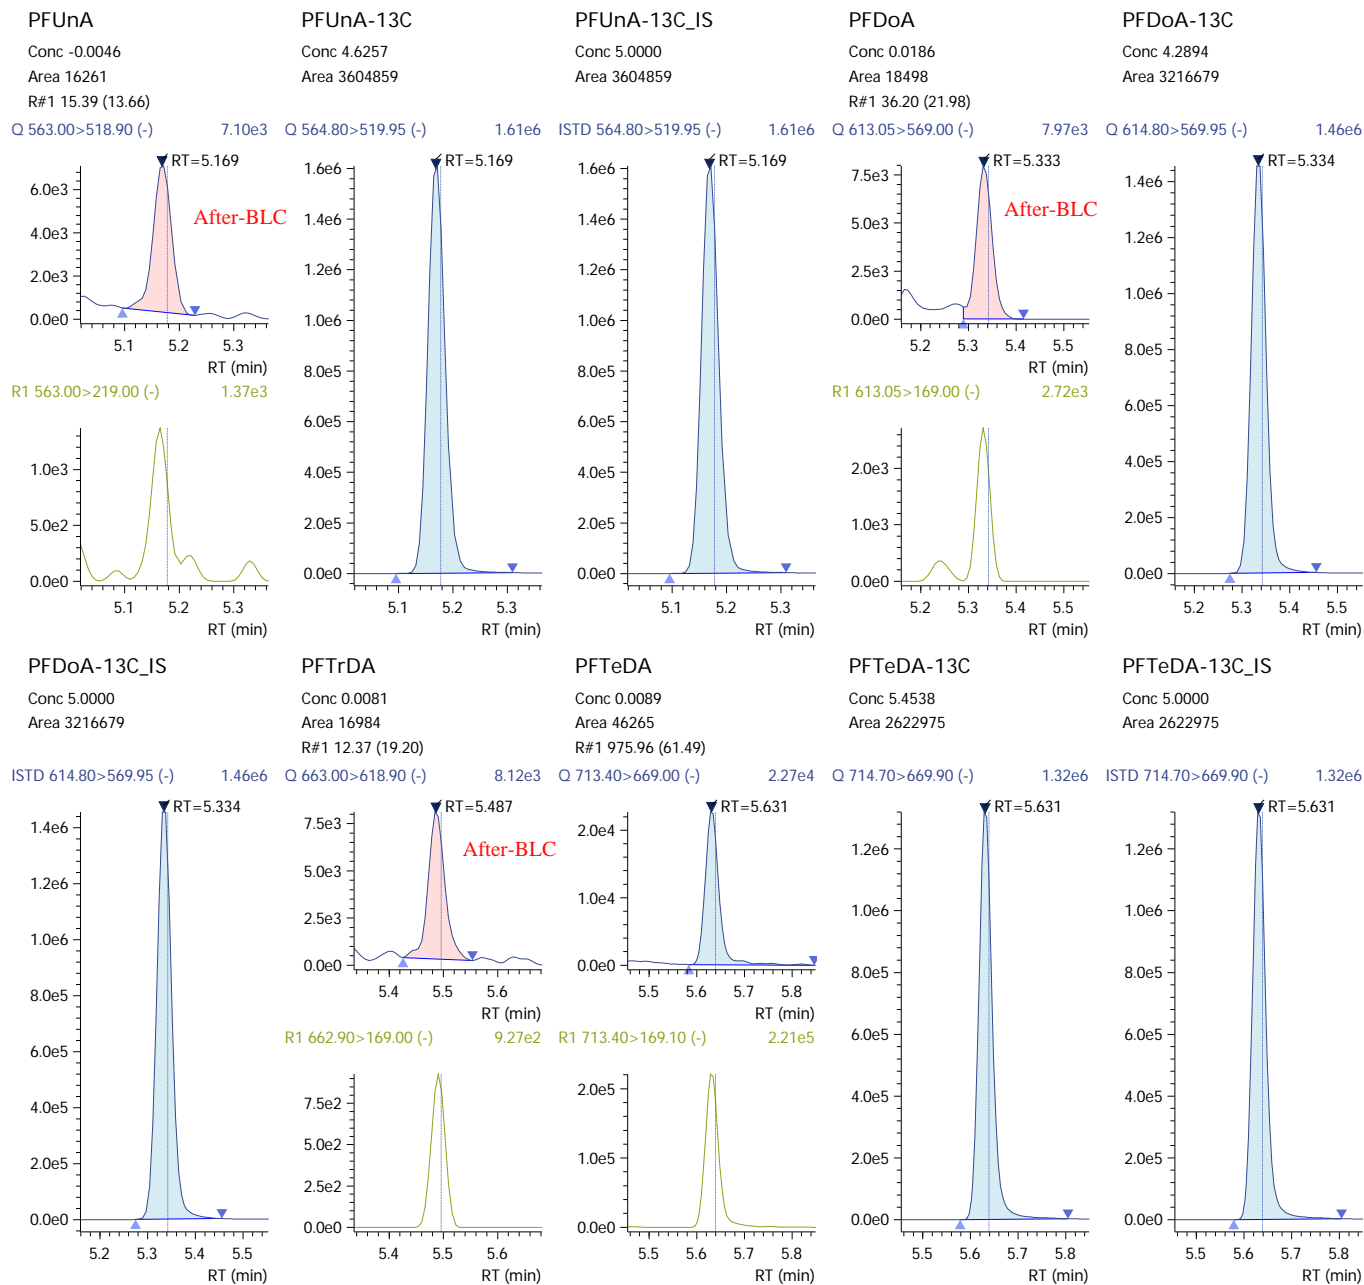 PFUnA
Conc -0.0046
Area 16261
R#1 15.39 (13.66)
Q 563.00>518.90 (-) 7.10e3
RT=5.169
After-BLC
6.0e3
4.0e3
2.0e3
0.0e0
5.1 5.2 5.3
RT (min)
R1 563.00>219.00 (-) 1.37e3
1.0e3
5.0e2
0.0e0
5.1 5.2 5.3
RT (min)
PFUnA-13C
Conc 4.6257
Area 3604859
Q 564.80>519.95 (-) 1.61e6
RT=5.169
1.6e6
1.4e6
1.2e6
1.0e6
8.0e5
6.0e5
4.0e5
2.0e5
0.0e0
5.1 5.2 5.3
RT (min)
PFUnA-13C_IS
Conc 5.0000
Area 3604859
ISTD 564.80>519.95 (-) 1.61e6
RT=5.169
1.6e6
1.4e6
1.2e6
1.0e6
8.0e5
6.0e5
4.0e5
2.0e5
0.0e0
5.1 5.2 5.3
RT (min)
PFDoA
Conc 0.0186
Area 18498
R#1 36.20 (21.98)
Q 613.05>569.00 (-) 7.97e3
RT=5.333
After-BLC
7.5e3
5.0e3
2.5e3
0.0e0
5.2 5.3 5.4 5.5
RT (min)
R1 613.05>169.00 (-) 2.72e3
2.0e3
1.0e3
0.0e0
5.2 5.3 5.4 5.5
RT (min)
PFDoA-13C
Conc 4.2894
Area 3216679
Q 614.80>569.95 (-) 1.46e6
RT=5.334
1.4e6
1.2e6
1.0e6
8.0e5
6.0e5
4.0e5
2.0e5
0.0e0
5.2 5.3 5.4 5.5
RT (min)
PFDoA-13C_IS
Conc 5.0000
Area 3216679
ISTD 614.80>569.95 (-) 1.46e6
RT=5.334
1.4e6
1.2e6
1.0e6
8.0e5
6.0e5
4.0e5
2.0e5
0.0e0
5.2 5.3 5.4 5.5
RT (min)
PFTrDA
Conc 0.0081
Area 16984
R#1 12.37 (19.20)
Q 663.00>618.90 (-) 8.12e3
RT=5.487
After-BLC
7.5e3
5.0e3
2.5e3
0.0e0
5.4 5.5 5.6
RT (min)
R1 662.90>169.00 (-) 9.27e2
7.5e2
5.0e2
2.5e2
0.0e0
5.4 5.5 5.6
RT (min)
PFTeDA
Conc 0.0089
Area 46265
R#1 975.96 (61.49)
Q 713.40>669.00 (-) 2.27e4
RT=5.631
2.0e4
1.0e4
0.0e0
5.5 5.6 5.7 5.8
RT (min)
R1 713.40>169.10 (-) 2.21e5
2.0e5
1.0e5
0.0e0
5.5 5.6 5.7 5.8
RT (min)
PFTeDA-13C
Conc 5.4538
Area 2622975
Q 714.70>669.90 (-) 1.32e6
RT=5.631
1.2e6
1.0e6
8.0e5
6.0e5
4.0e5
2.0e5
0.0e0
5.5 5.6 5.7 5.8
RT (min)
PFTeDA-13C_IS
Conc 5.0000
Area 2622975
ISTD 714.70>669.90 (-) 1.32e6
RT=5.631
1.2e6
1.0e6
8.0e5
6.0e5
4.0e5
2.0e5
0.0e0
5.5 5.6 5.7 5.8
RT (min)